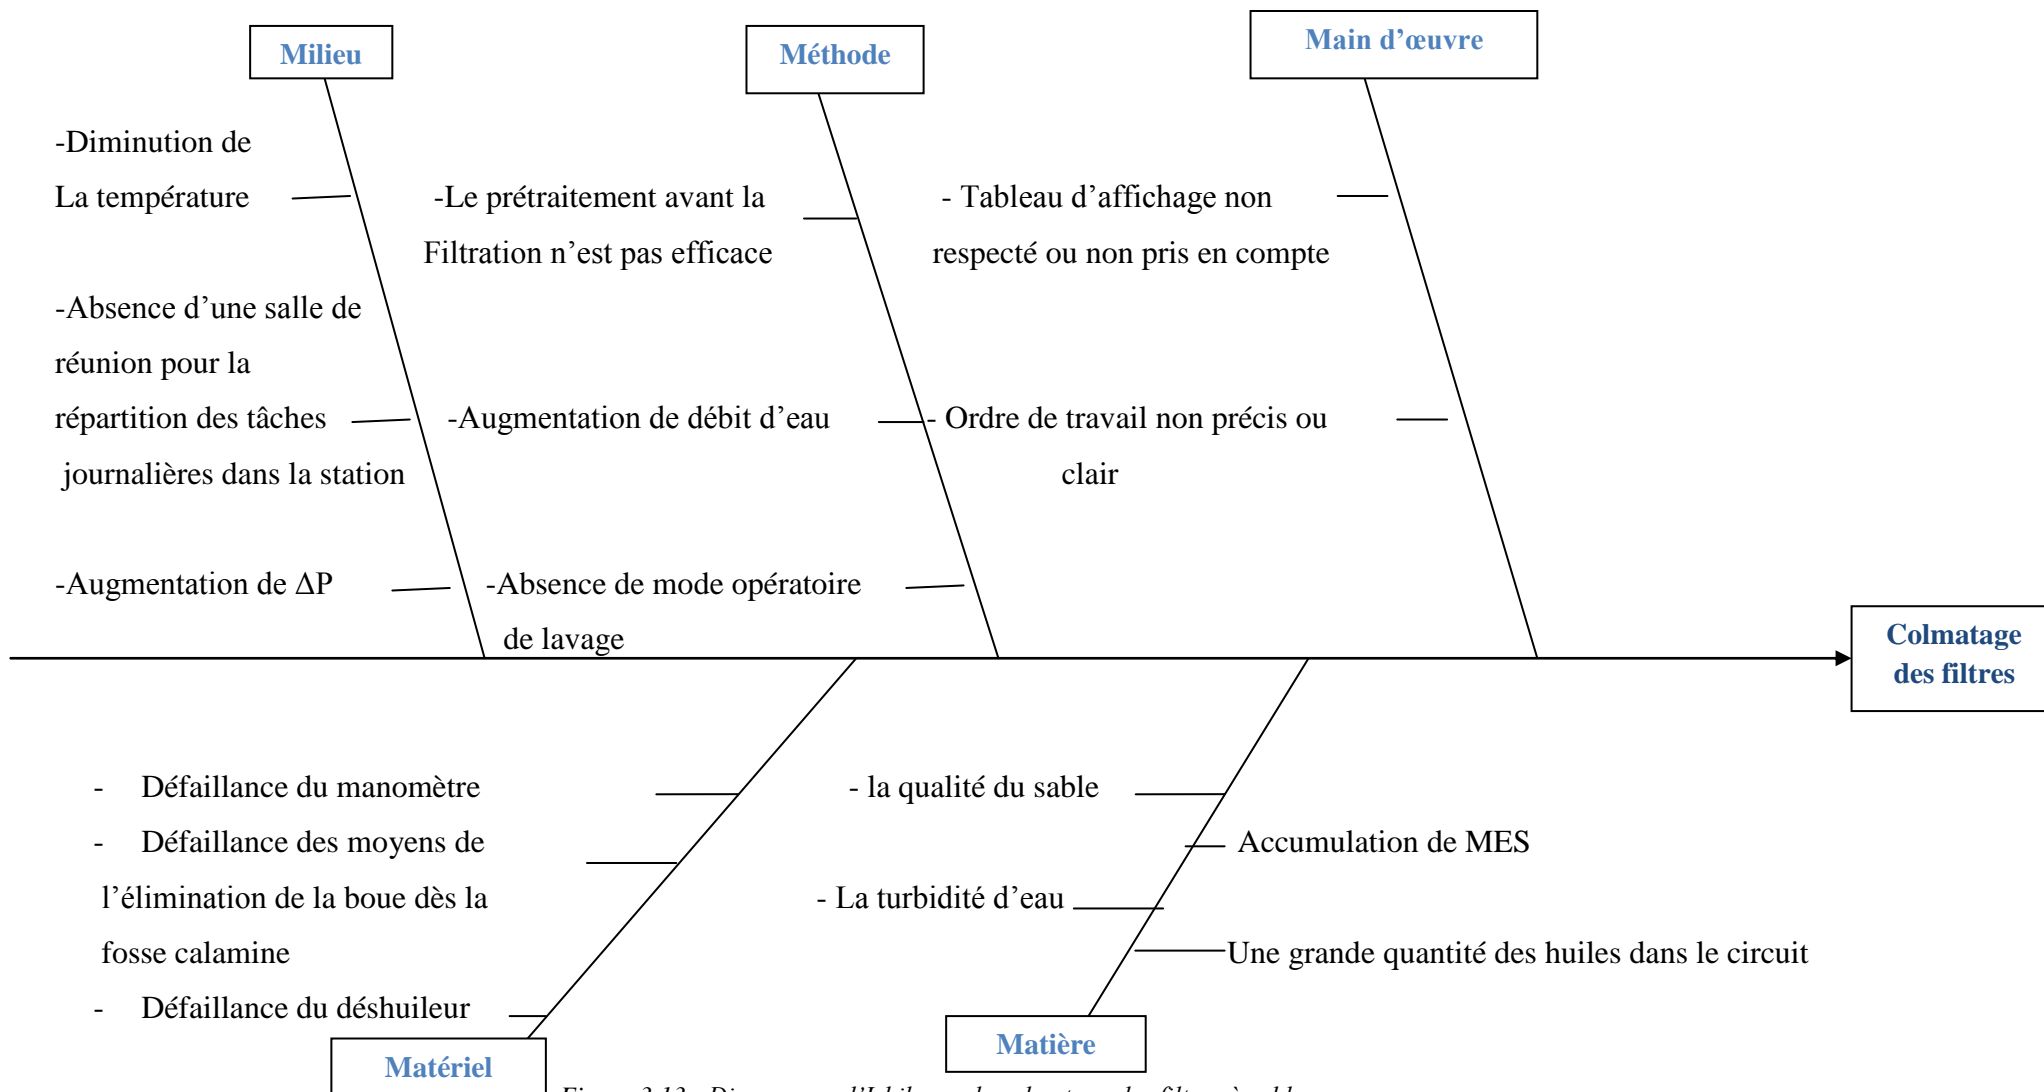 Milieu
Méthode
Main d’œuvre
-Diminution de
La température
-Absence d’une salle de
réunion pour la
répartition des tâches
journalières dans la station
-Augmentation de ΔP
-Le prétraitement avant la
Filtration n’est pas efficace
-Augmentation de débit d’eau
-Absence de mode opératoire
de lavage
- Tableau d’affichage non
respecté ou non pris en compte
- Ordre de travail non précis ou
clair
Colmatage
des filtres
- Défaillance du manomètre
- Défaillance des moyens de
l’élimination de la boue dès la
fosse calamine
- Défaillance du déshuileur
- la qualité du sable
- La turbidité d’eau
Accumulation de MES
Une grande quantité des huiles dans le circuit
Matériel
Matière